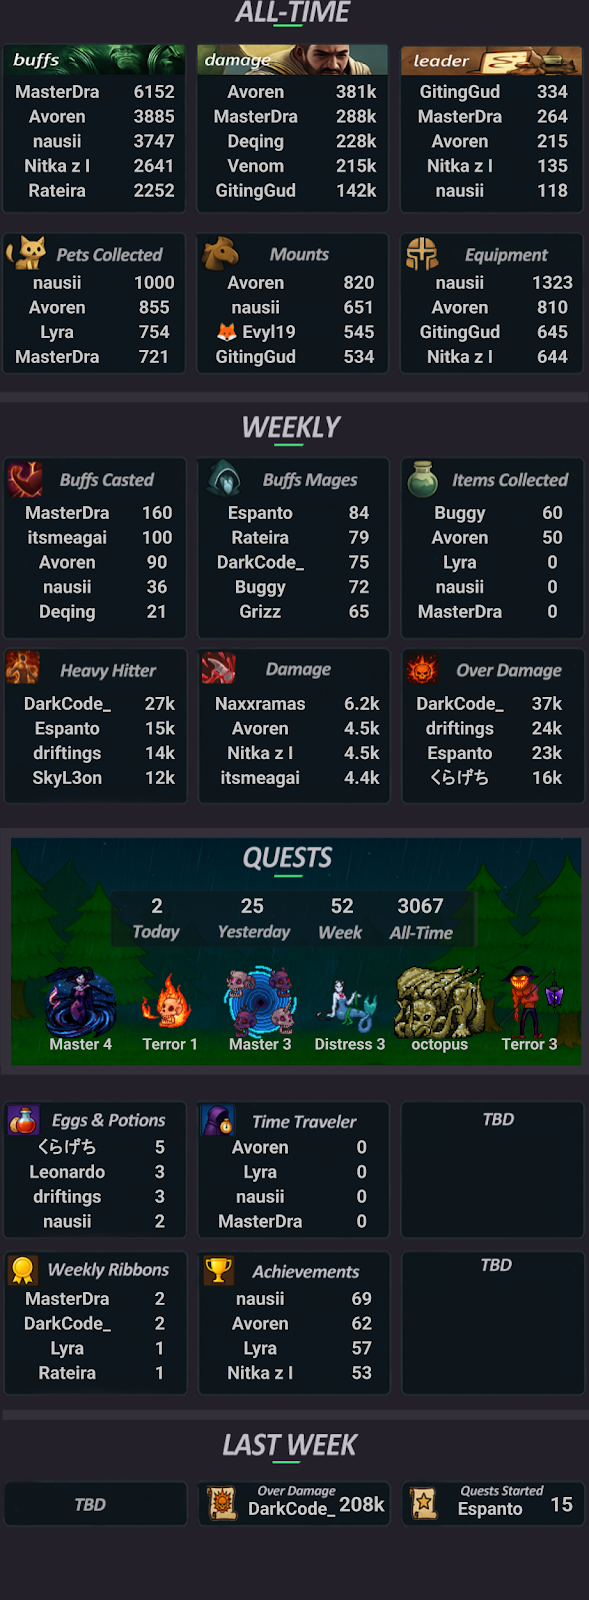 ALL-TIME
buffs damage leader
MasterDra 6152 Avoren 381k GitingGud 334
Avoren 3885 MasterDra 288k MasterDra 264
nausii 3747 Deqing 228k Avoren 215
Nitka z l 2641 Venom 215k Nitka z l 135
Rateira 2252 GitingGud 142k nausii 118
Pets Collected Mounts Equipment
nausii 1000 Avoren 820 nausii 1323
Avoren 855 nausii 651 Avoren 810
Lyra 754 🦊 Evyl19 545 GitingGud 645
MasterDra 721 GitingGud 534 Nitka z l 644
WEEKLY
Buffs Casted Buffs Mages Items Collected
MasterDra 160 Espanto 84 Buggy 60
itsmeagai 100 Rateira 79 Avoren 50
Avoren 90 DarkCode_ 75 Lyra 0
nausii 36 Buggy 72 nausii 0
Deqing 21 Grizz 65 MasterDra 0
Heavy Hitter Damage Over Damage
DarkCode_ 27k Naxxramas 6.2k DarkCode_ 37k
Espanto 15k Avoren 4.5k driftings 24k
driftings 14k Nitka z l 4.5k Espanto 23k
SkyL3on 12k itsmeagai 4.4k くらげち 16k
QUESTS
2 25 52 3067
Today Yesterday Week All-Time
Master 4 Terror 1 Master 3 Distress 3 octopus Terror 3
Eggs & Potions Time Traveler TBD
くらげち 5 Avoren 0
Leonardo 3 Lyra 0
driftings 3 nausii 0
nausii 2 MasterDra 0
Weekly Ribbons Achievements TBD
MasterDra 2 nausii 69
DarkCode_ 2 Avoren 62
Lyra 1 Lyra 57
Rateira 1 Nitka z l 53
LAST WEEK
TBD Over Damage Quests Started
DarkCode_ 208k Espanto 15